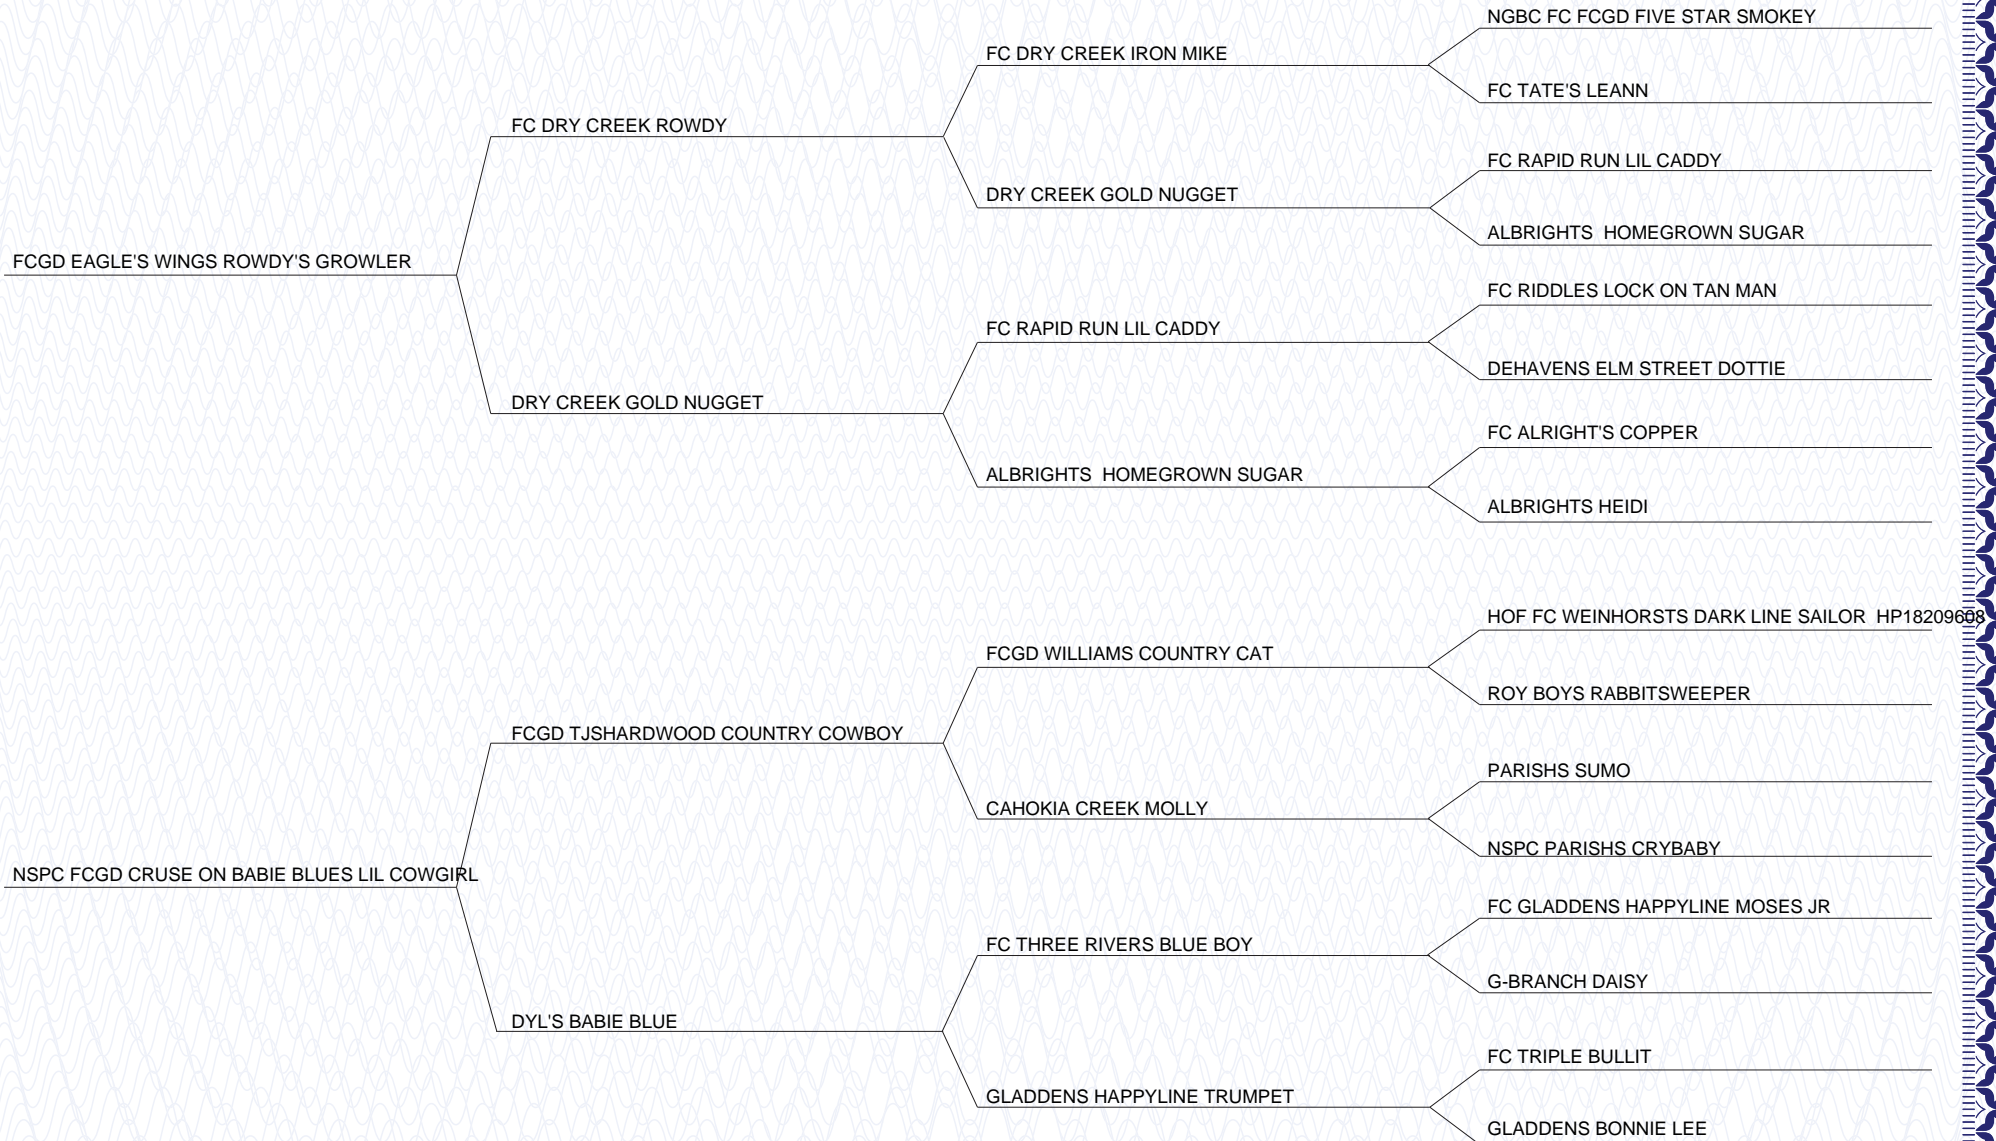 NGBC FC FCGD FIVE STAR SMOKEY
FC DRY CREEK IRON MIKE
FC TATE'S LEANN
FC DRY CREEK ROWDY
FC RAPID RUN LIL CADDY
DRY CREEK GOLD NUGGET
ALBRIGHTS  HOMEGROWN SUGAR
FCGD EAGLE'S WINGS ROWDY'S GROWLER
FC RIDDLES LOCK ON TAN MAN
FC RAPID RUN LIL CADDY
DEHAVENS ELM STREET DOTTIE
DRY CREEK GOLD NUGGET
FC ALRIGHT'S COPPER
ALBRIGHTS  HOMEGROWN SUGAR
ALBRIGHTS HEIDI
HOF FC WEINHORSTS DARK LINE SAILOR  HP18209608
FCGD WILLIAMS COUNTRY CAT
ROY BOYS RABBITSWEEPER
FCGD TJSHARDWOOD COUNTRY COWBOY
PARISHS SUMO
CAHOKIA CREEK MOLLY
NSPC PARISHS CRYBABY
NSPC FCGD CRUSE ON BABIE BLUES LIL COWGIRL
FC GLADDENS HAPPYLINE MOSES JR
FC THREE RIVERS BLUE BOY
G-BRANCH DAISY
DYL'S BABIE BLUE
FC TRIPLE BULLIT
GLADDENS HAPPYLINE TRUMPET
GLADDENS BONNIE LEE